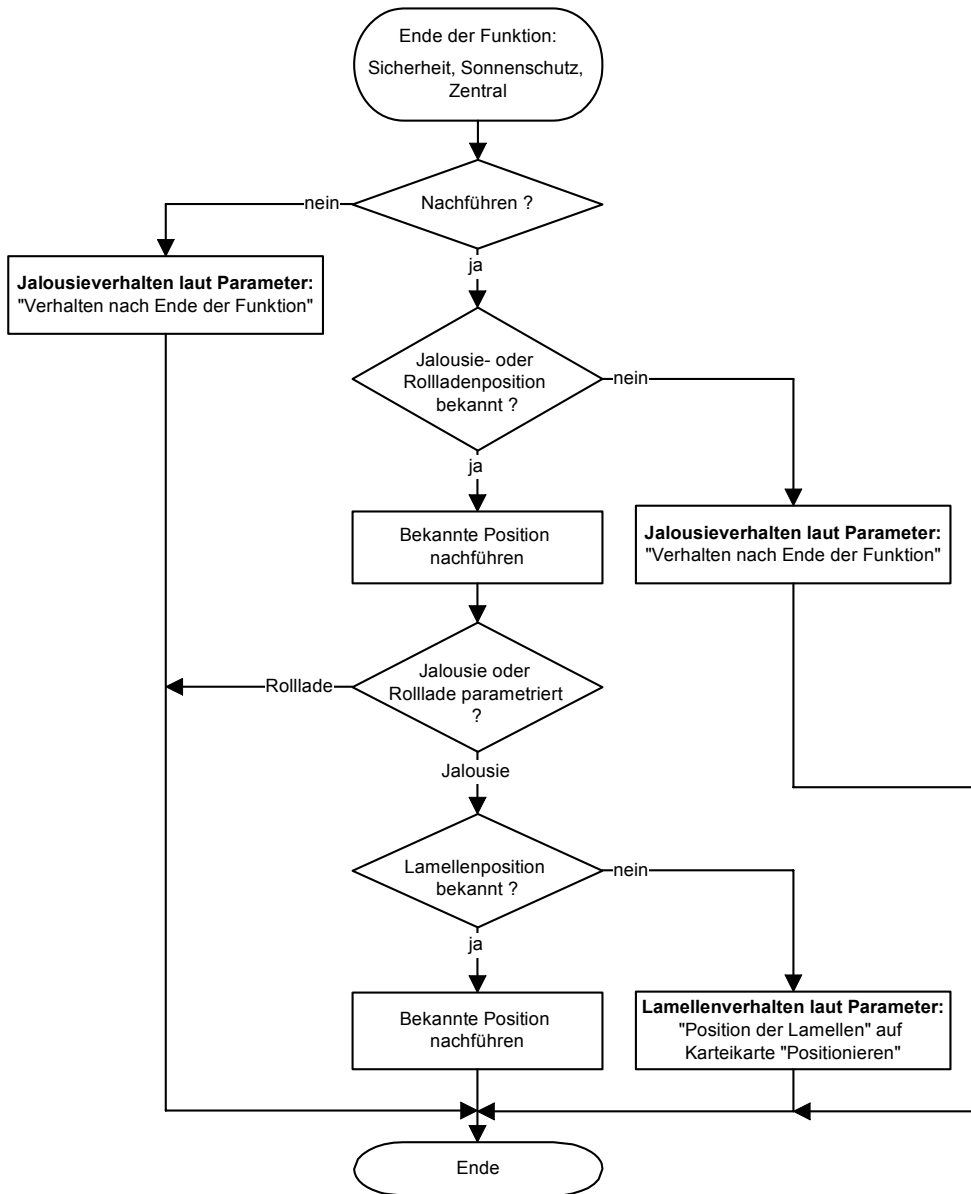 Ende der Funktion:
Sicherheit, Sonnenschutz,
Zentral
Nachführen ?
nein
ja
Jalousieverhalten laut Parameter:
"Verhalten nach Ende der Funktion"
Jalousie- oder
Rollladenposition
bekannt ?
nein
ja
Bekannte Position
nachführen
Jalousieverhalten laut Parameter:
"Verhalten nach Ende der Funktion"
Jalousie oder
Rolllade parametriert
?
Rolllade
Jalousie
Lamellenposition
bekannt ?
nein
ja
Bekannte Position
nachführen
Lamellenverhalten laut Parameter:
"Position der Lamellen" auf
Karteikarte "Positionieren"
Ende